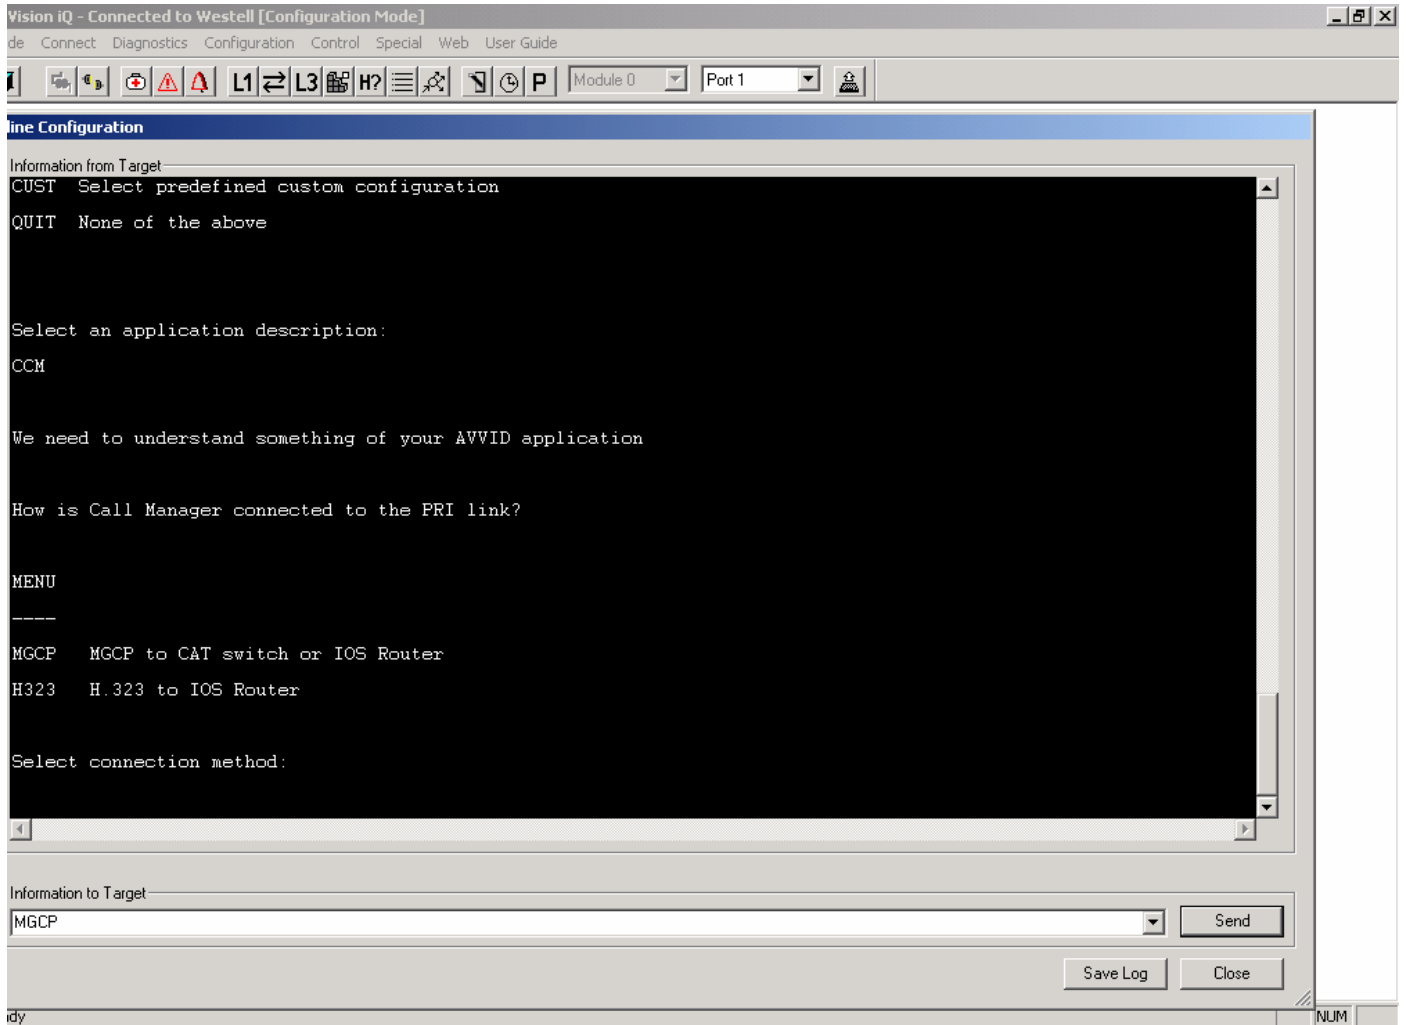 Vision iQ - Connected to Westell [Configuration Mode]
de Connect Diagnostics Configuration Control Special Web User Guide
L1 L3 H? P Module 0 Port 1
line Configuration
Information from Target
CUST Select predefined custom configuration
QUIT None of the above
Select an application description:
CCM
We need to understand something of your AVVID application
How is Call Manager connected to the PRI link?
MENU
----
MGCP MGCP to CAT switch or IOS Router
H323 H.323 to IOS Router
Select connection method:
Information to Target
MGCP Send
Save Log Close
ady NUM